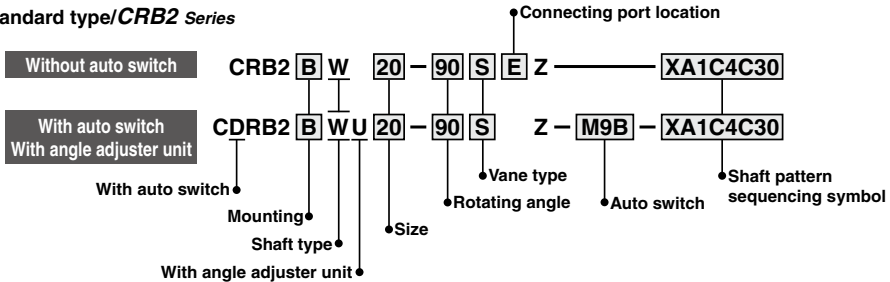 andard type/CRB2 Series
Connecting port location
Without auto switch CRB2 B W 20 – 90 S E Z XA1C4C30
With auto switch
With angle adjuster unit
CDRB2 B W U 20 – 90 S Z – M9B – XA1C4C30
With auto switch
Mounting
Shaft type
With angle adjuster unit
Size
Vane type
Rotating angle
Auto switch
Shaft pattern
sequencing symbol